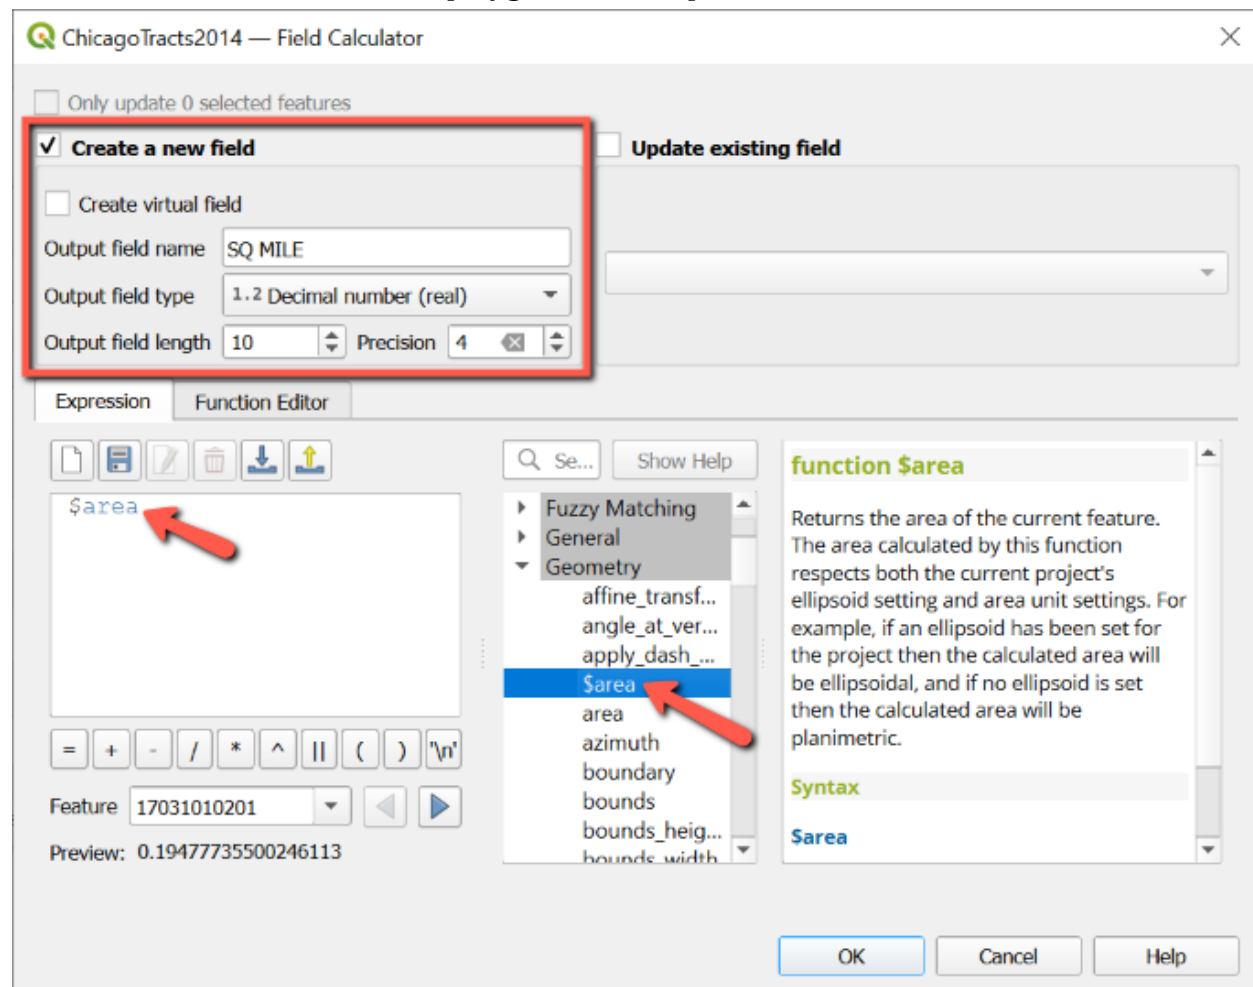 ChicagoTracts2014 — Field Calculator
Only update 0 selected features
Create a new field
Update existing field
Create virtual field
Output field name SQ MILE
Output field type 1.2 Decimal number (real)
Output field length 10 Precision 4
Expression Function Editor
Se... Show Help
$area
Fuzzy Matching
General
Geometry
affine_transf...
angle_at_ver...
apply_dash_...
$area
area
azimuth
boundary
bounds
bounds_heig...
bounds_width
function $area
Returns the area of the current feature.
The area calculated by this function
respects both the current project's
ellipsoid setting and area unit settings. For
example, if an ellipsoid has been set for
the project then the calculated area will
be ellipsoidal, and if no ellipsoid is set
then the calculated area will be
planimetric.
Syntax
$area
= + - / * ^ || ( ) '\n'
Feature 17031010201
Preview: 0.19477735500246113
OK Cancel Help